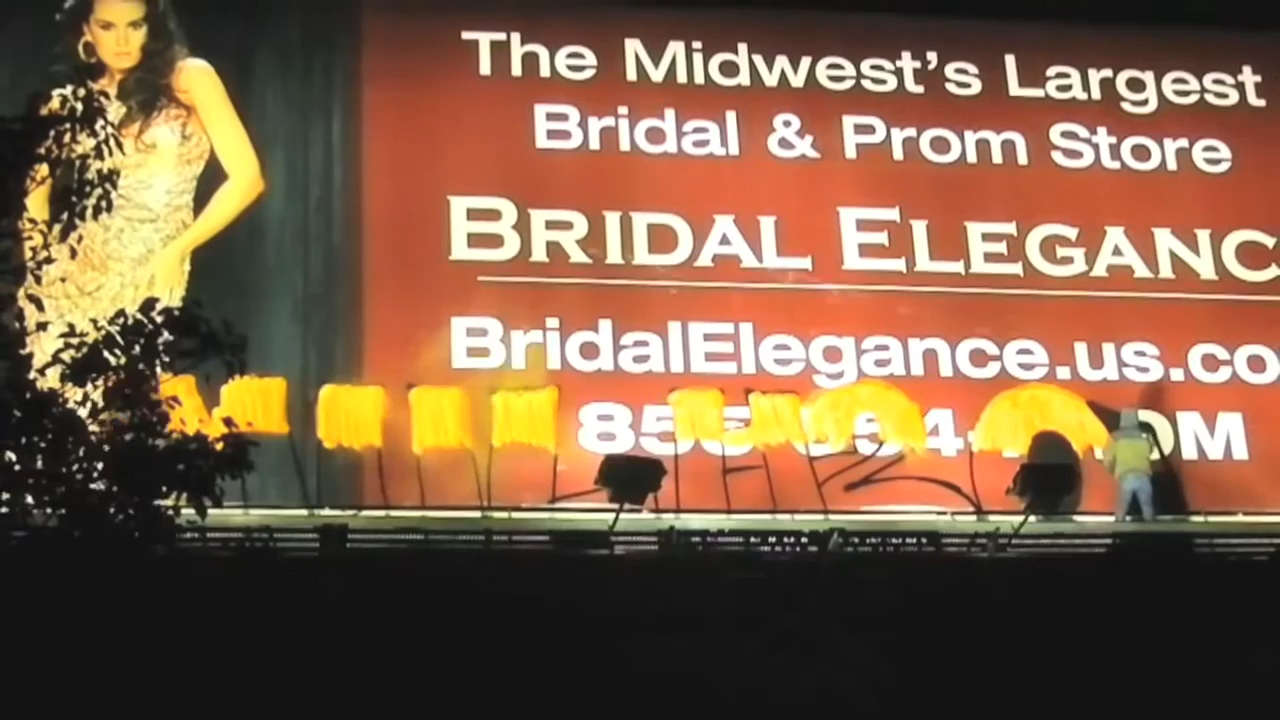 The Midwest's Largest
Bridal & Prom Store
BRIDAL ELEGANC
BridalElegance.us.co